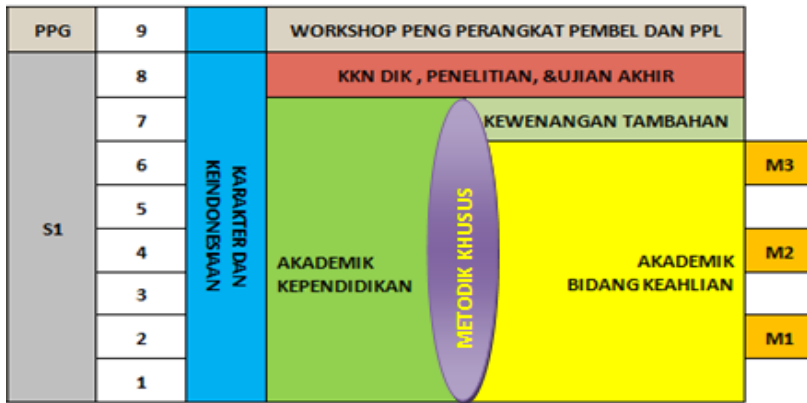 PPG
9
WORKSHOP PENG PERANGKAT PEMBEL DAN PPL
8
KKN DIK , PENELITIAN, &UJIAN AKHIR
7
KEWENANGAN TAMBAHAN
6
M3
5
S1
KARAKTER DAN
KEINDONESIAAN
METODIK KHUSUS
4
AKADEMIK
KEPENDIDIKAN
AKADEMIK
BIDANG KEAHLIAN
M2
3
2
M1
1